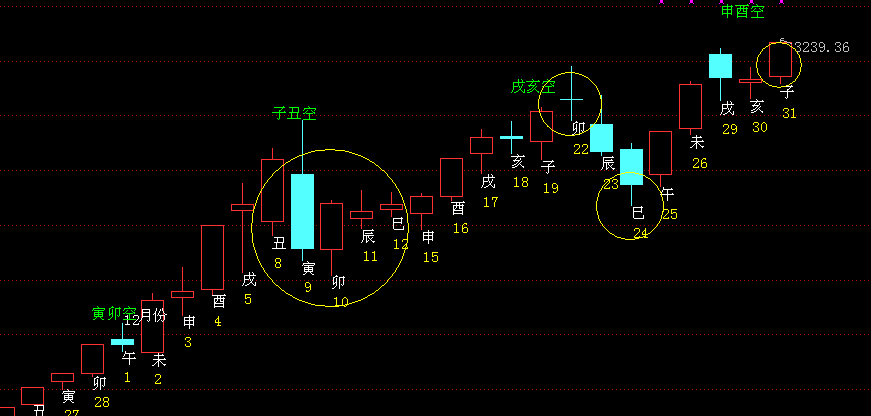 申酉空
3239.36
子
31
戌
29
亥
30
戌亥空
未
26
卯
22
子丑空
辰
23
亥
18
子
19
戌
17
巳
24
午
25
酉
16
丑
8
巳
12
辰
11
申
15
寅
9
戌
5
卯
10
酉
4
寅卯空
12月份
申
3
午
1
未
2
卯
28
寅
27
丑